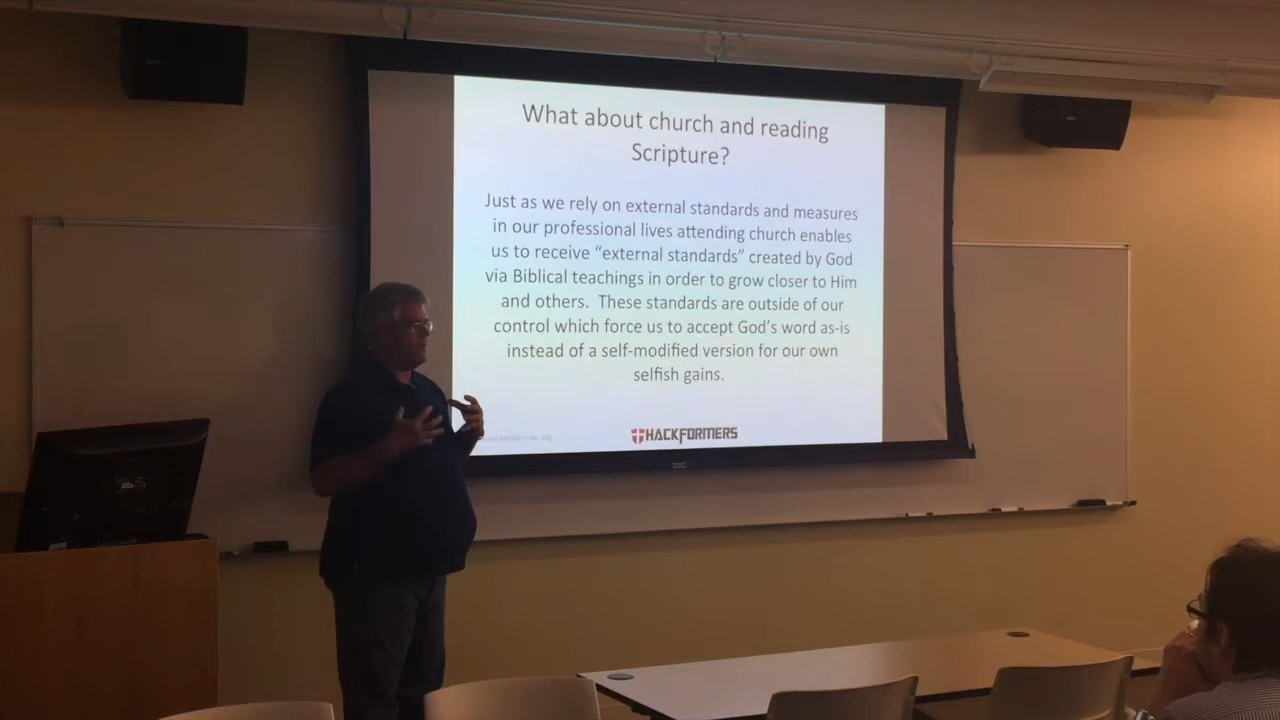 What about church and reading
Scripture?
Just as we rely on external standards and measures
in our professional lives attending church enables
us to receive “external standards” created by God
via Biblical teachings in order to grow closer to Him
and others.  These standards are outside of our
control which force us to accept God’s word as-is
instead of a self-modified version for our own
selfish gains.
www.hackformers.org
HACKFORMERS